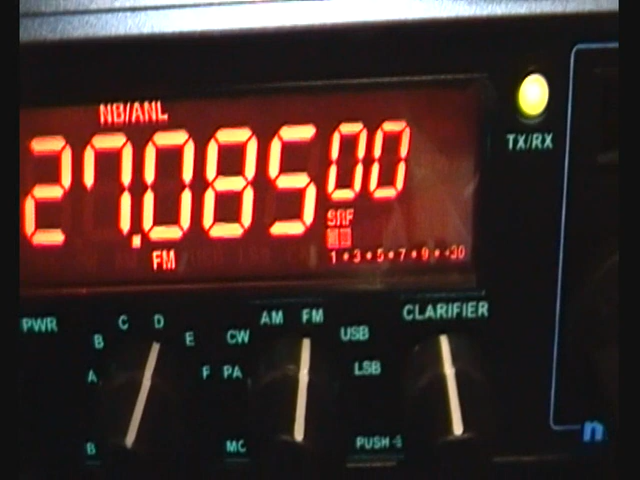 NB/ANL
27.08500
TX/RX
SRF
FM
1•3•5•7•9•+30
CLARIFIER
PWR
C D
AM FM
B E
CW USB
A F PA
LSB
B
MC
PUSH
n